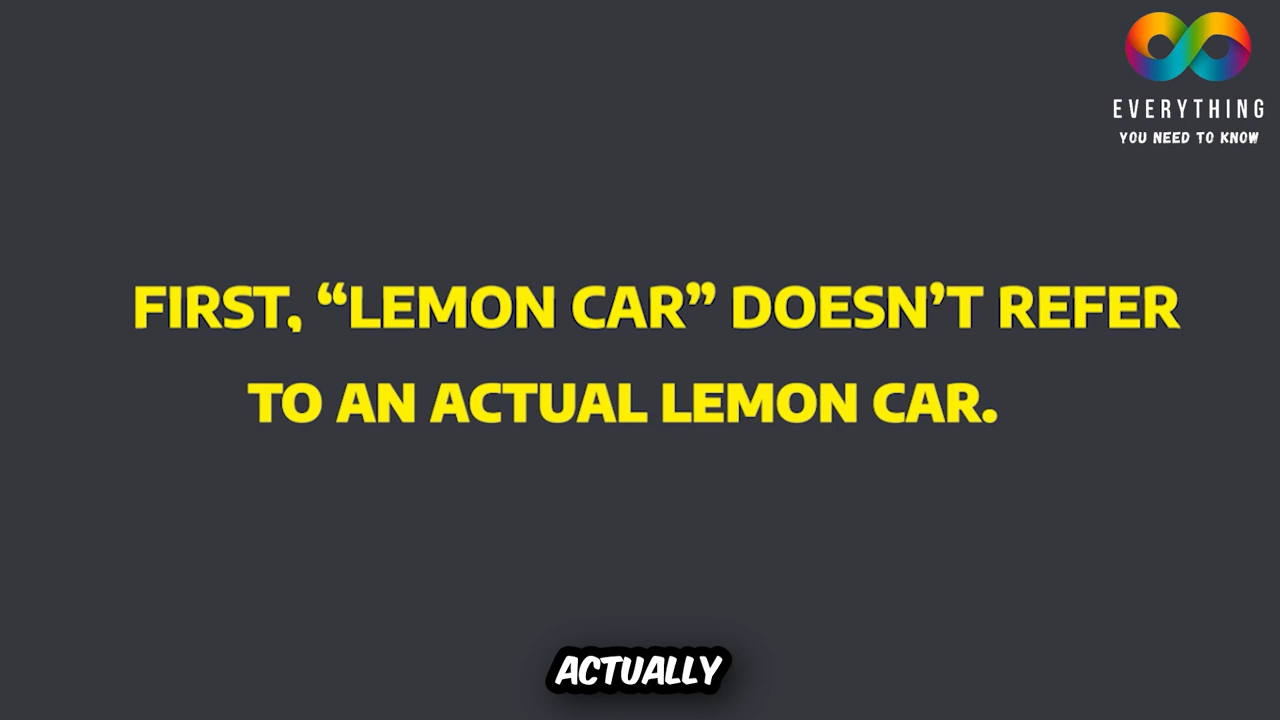 EVERYTHING
YOU NEED TO KNOW
FIRST, “LEMON CAR” DOESN’T REFER
TO AN ACTUAL LEMON CAR.
ACTUALLY